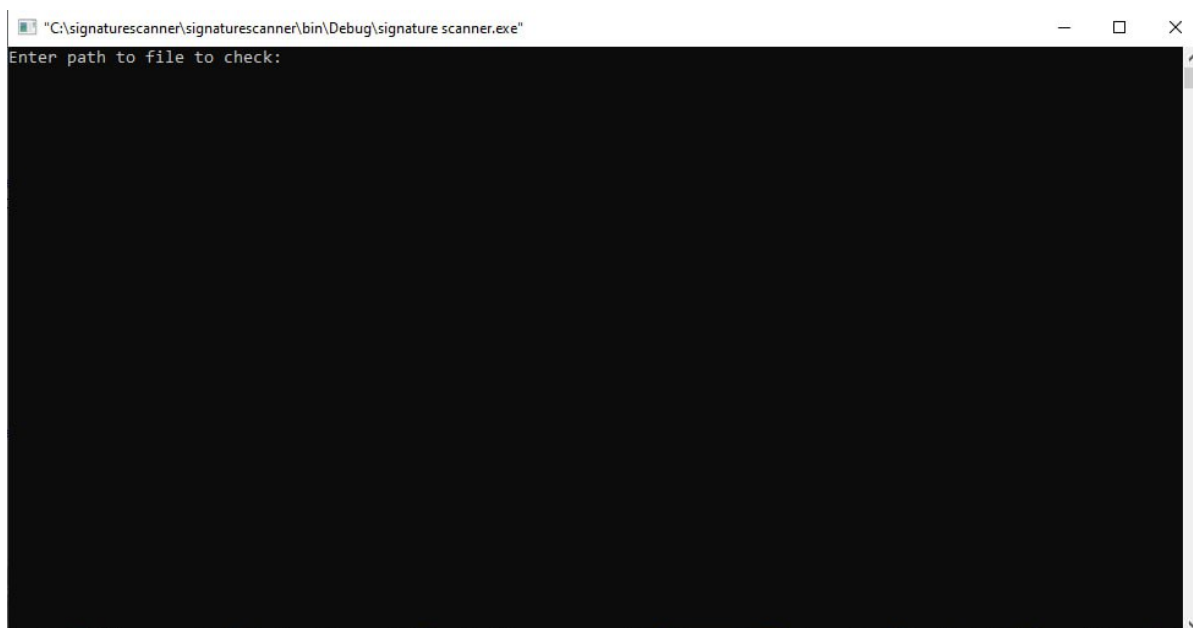 "C:\signaturescanner\signaturescanner\bin\Debug\signature scanner.exe"
Enter path to file to check: